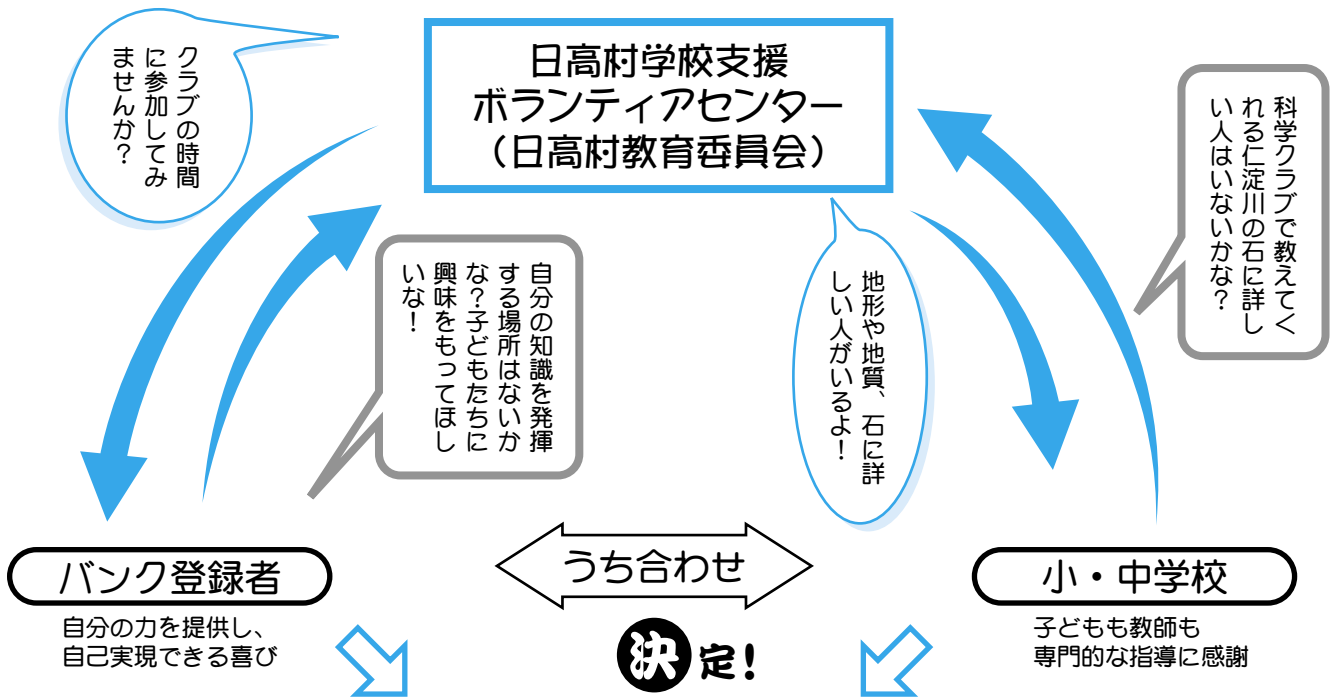 日高村学校支援
ボランティアセンター
（日高村教育委員会）
クラブの時間
に参加してみ
ませんか？
科学クラブで教えてく
れる仁淀川の石に詳し
い人はいないかな？
自分の知識を発揮
する場所はないか
な？子どもたちに
興味をもってほし
いな！
地形や地質、石に詳
しい人がいるよ！
バンク登録者
自分の力を提供し、
自己実現できる喜び
うち合わせ
決定！
小・中学校
子どもも教師も
専門的な指導に感謝